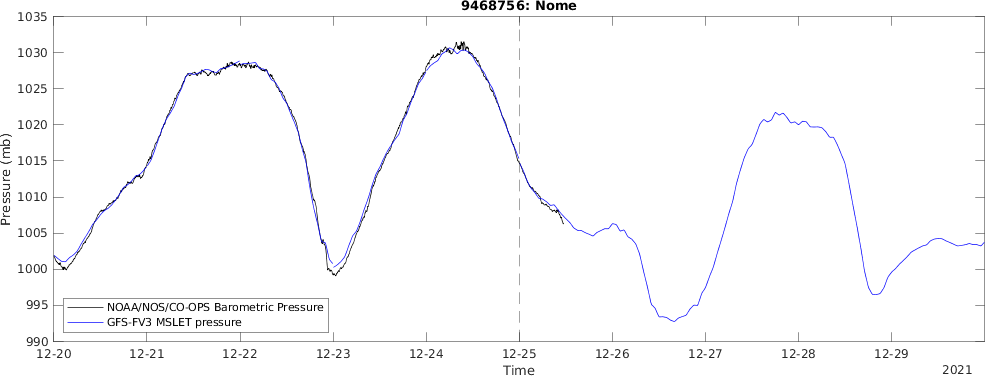 9468756: Nome
1035
1030
1025
1020
1015
1010
1005
1000
995
990
Pressure (mb)
NOAA/NOS/CO-OPS Barometric Pressure
GFS-FV3 MSLET pressure
12-20 12-21 12-22 12-23 12-24 12-25 12-26 12-27 12-28 12-29
Time
2021